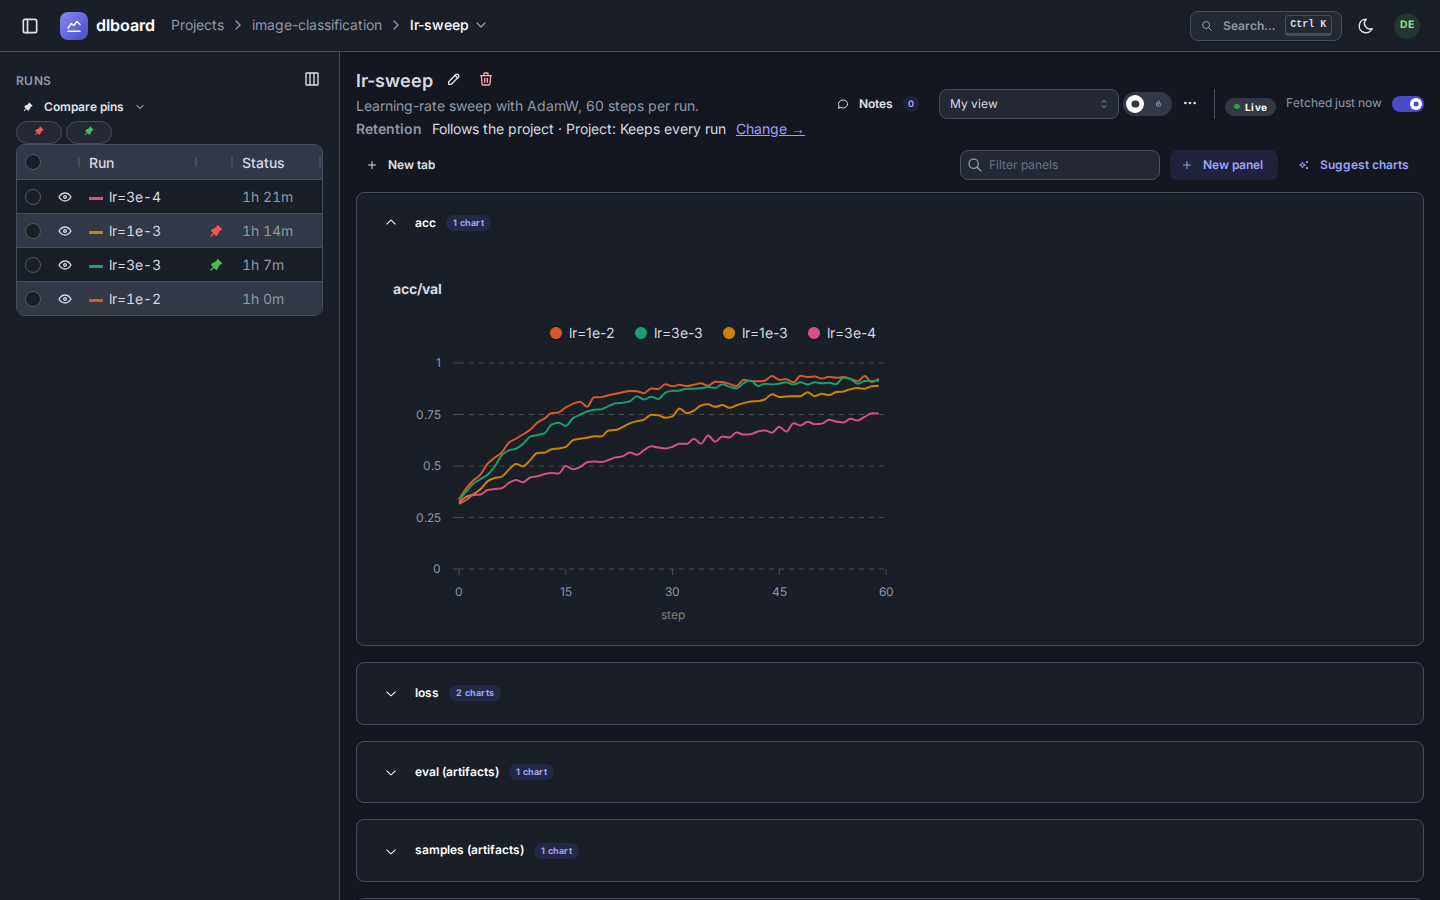 dlboard Projects image-classification lr-sweep Search... Ctrl K DE
RUNS
Compare pins
Run Status
lr=3e-4 1h 21m
lr=1e-3 1h 14m
lr=3e-3 1h 7m
lr=1e-2 1h 0m
lr-sweep
Learning-rate sweep with AdamW, 60 steps per run.
Retention Follows the project · Project: Keeps every run Change →
Notes 0 My view Live Fetched just now
New tab Filter panels New panel Suggest charts
acc 1 chart
acc/val
lr=1e-2 lr=3e-3 lr=1e-3 lr=3e-4
1
0.75
0.5
0.25
0
0 15 30 45 60
step
loss 2 charts
eval (artifacts) 1 chart
samples (artifacts) 1 chart